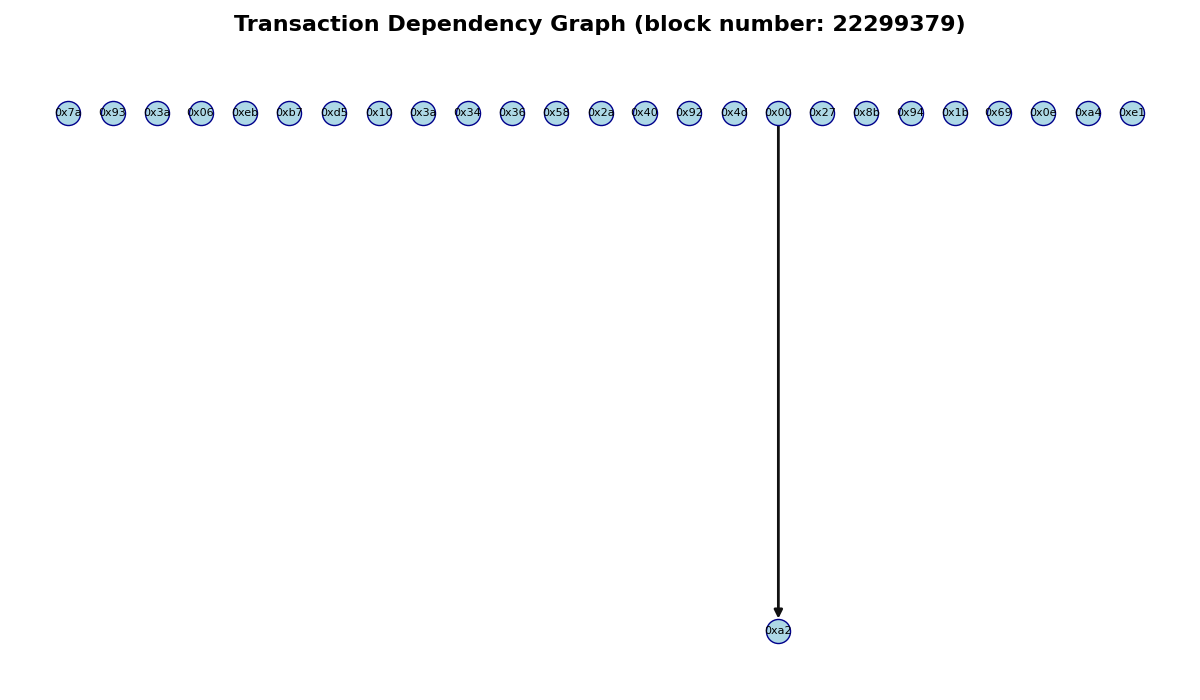 Transaction Dependency Graph (block number: 22299379)
0x7a 0x93 0x3a 0x06 0xeb 0xb7 0xd5 0x10 0x3a 0x34 0x36 0x58 0x2a 0x40 0x92 0x4d 0x00 0x27 0x8b 0x94 0x1b 0x69 0x0e 0xa4 0xe1
0xa2